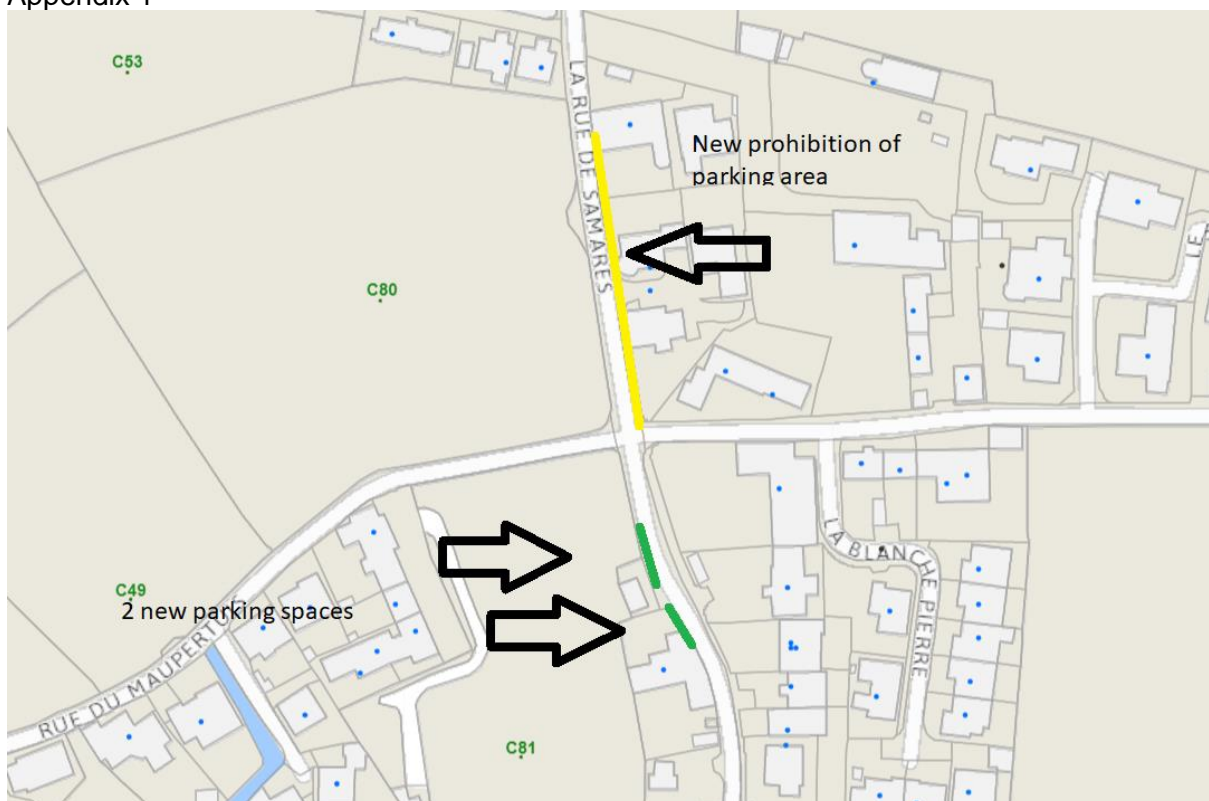 Appendix 1
C53
LA RUE DE SAMARES
New prohibition of
parking area
C80
C49
2 new parking spaces
RUE DU MAUPERTUIS
LA BLANCHE PIERRE
C81